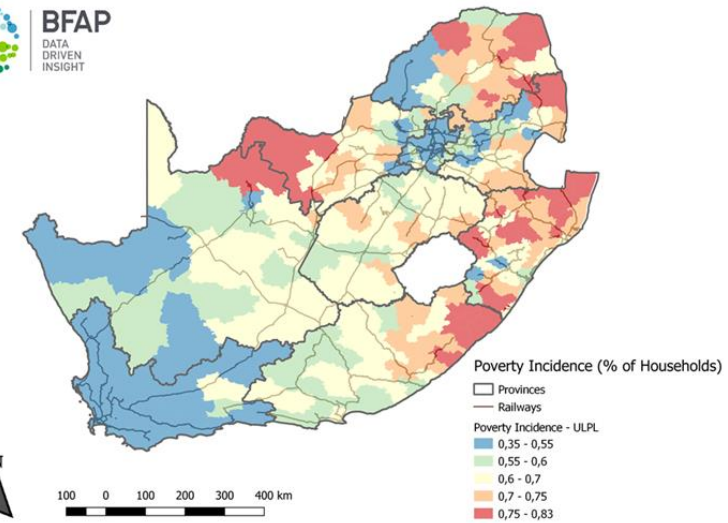 BFAP
DATA
DRIVEN
INSIGHT
Poverty Incidence (% of Households)
Provinces
Railways
Poverty Incidence - ULPL
0,35 - 0,55
0,55 - 0,6
0,6 - 0,7
0,7 - 0,75
0,75 - 0,83
100 0 100 200 300 400 km